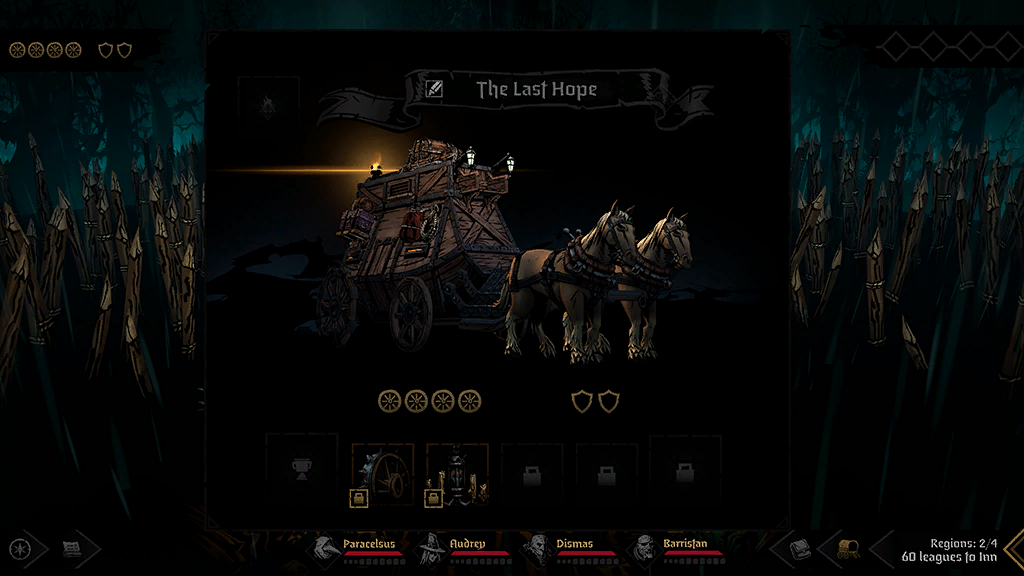 The Last Hope
Paracelsus
Audrey
Dismas
Barristan
Regions: 2/4
60 leagues to Inn